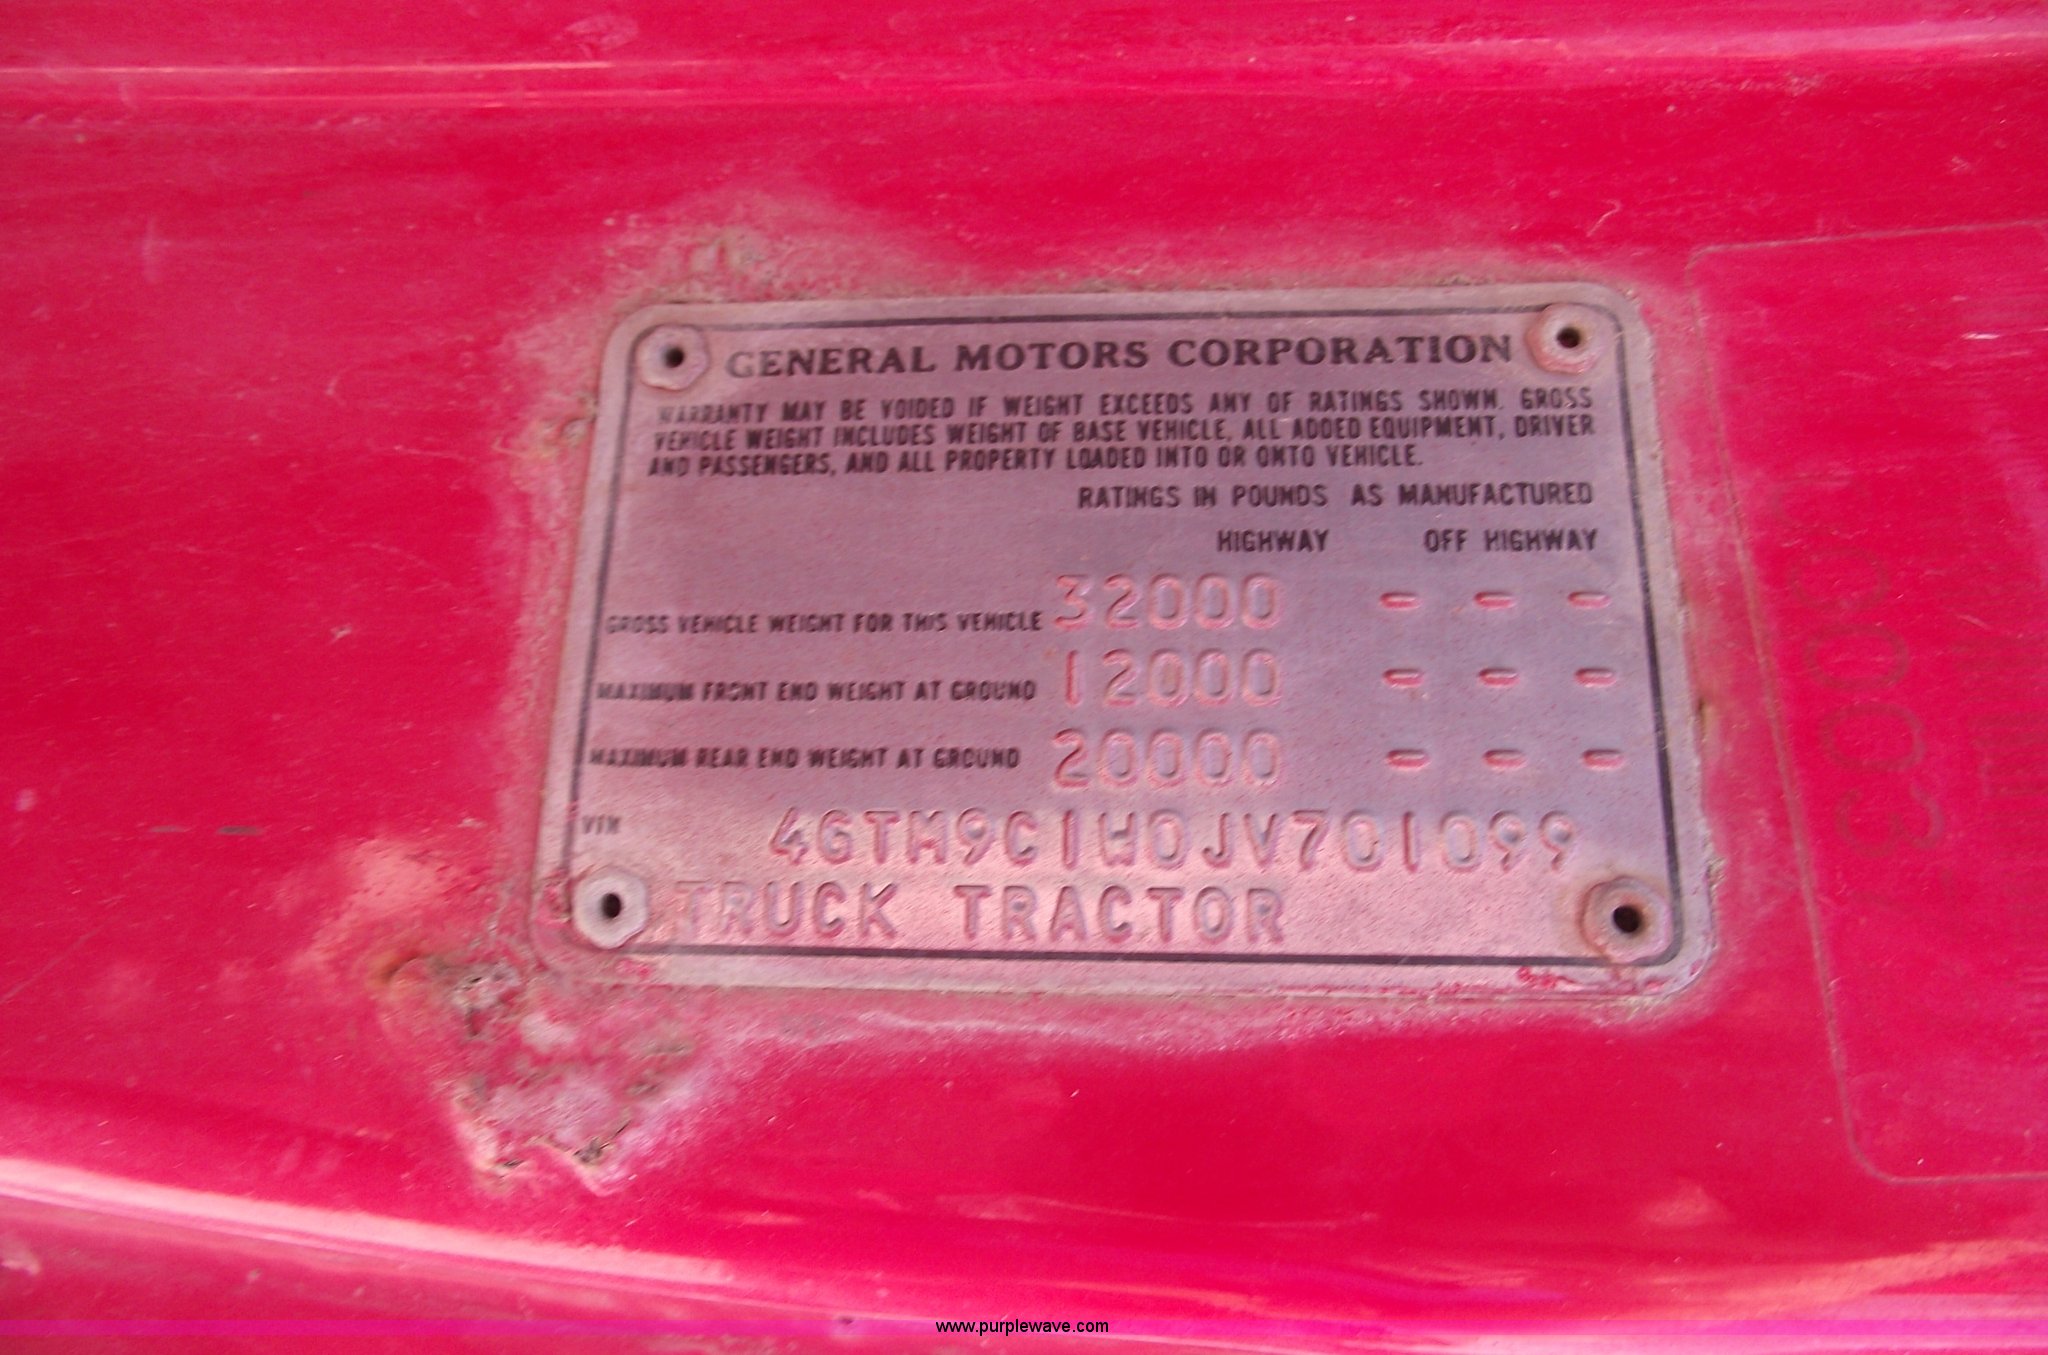 GENERAL MOTORS CORPORATION
WARRANTY MAY BE VOIDED IF WEIGHT EXCEEDS ANY OF RATINGS SHOWN. GROSS
VEHICLE WEIGHT INCLUDES WEIGHT OF BASE VEHICLE, ALL ADDED EQUIPMENT, DRIVER
AND PASSENGERS, AND ALL PROPERTY LOADED INTO OR ONTO VEHICLE.
RATINGS IN POUNDS AS MANUFACTURED
HIGHWAY OFF HIGHWAY
GROSS VEHICLE WEIGHT FOR THIS VEHICLE 32000 - - -
MAXIMUM FRONT END WEIGHT AT GROUND 12000 - - -
MAXIMUM REAR END WEIGHT AT GROUND 20000 - - -
VIN 4GTM9C1W0JV701099
TRUCK TRACTOR
www.purplewave.com